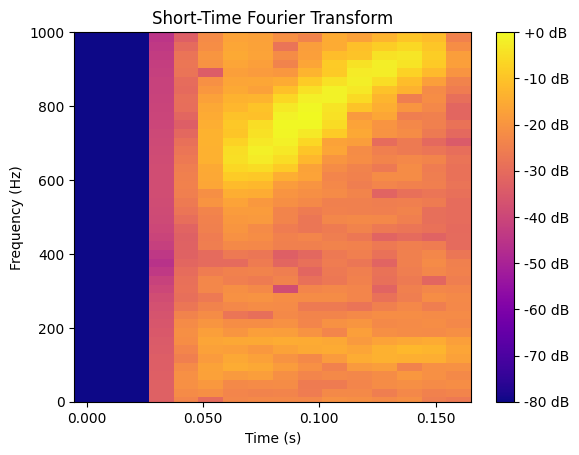 Short-Time Fourier Transform
1000
800
600
400
200
0
Frequency (Hz)
0.000
0.050
0.100
0.150
Time (s)
+0 dB
-10 dB
-20 dB
-30 dB
-40 dB
-50 dB
-60 dB
-70 dB
-80 dB